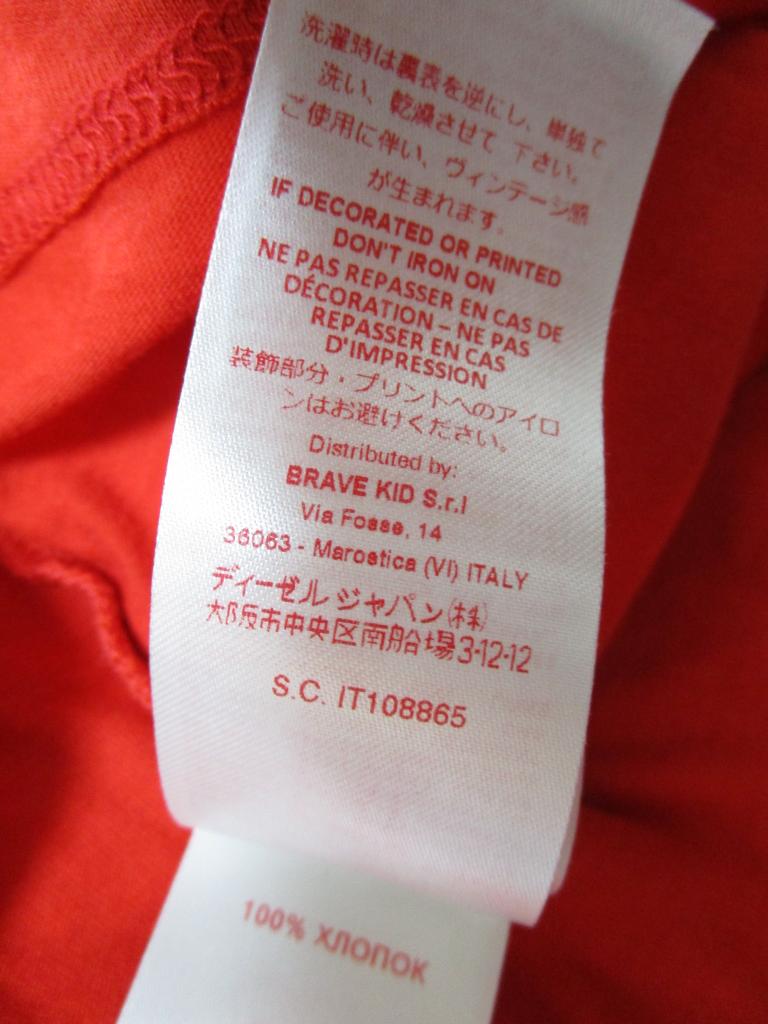 洗濯時は裏表を逆にし、単独で
洗い、乾燥させて 下さい。
ご使用に伴い、ヴィンテージ感
が生まれます。
IF DECORATED OR PRINTED
DON'T IRON ON
NE PAS REPASSER EN CAS DE
DÉCORATION – NE PAS
REPASSER EN CAS
D'IMPRESSION
装飾部分・プリントへのアイロ
ンはお避けください。
Distributed by:
BRAVE KID S.r.l
Via Fosse, 14
36063 - Marostica (VI) ITALY
ディーゼル ジャパン(株)
大阪市中央区南船場3-12-12
S.C. IT108865
100% ХЛОПОК